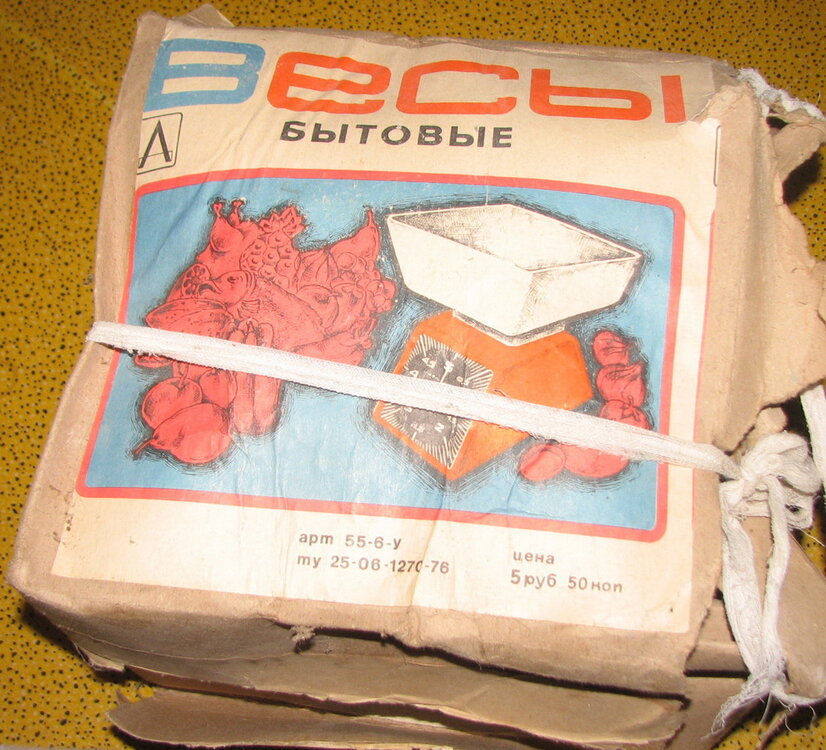 Весы
БЫТОВЫЕ
арт 55-6-у
ту 25-06-1270-76
цена
5руб 50коп